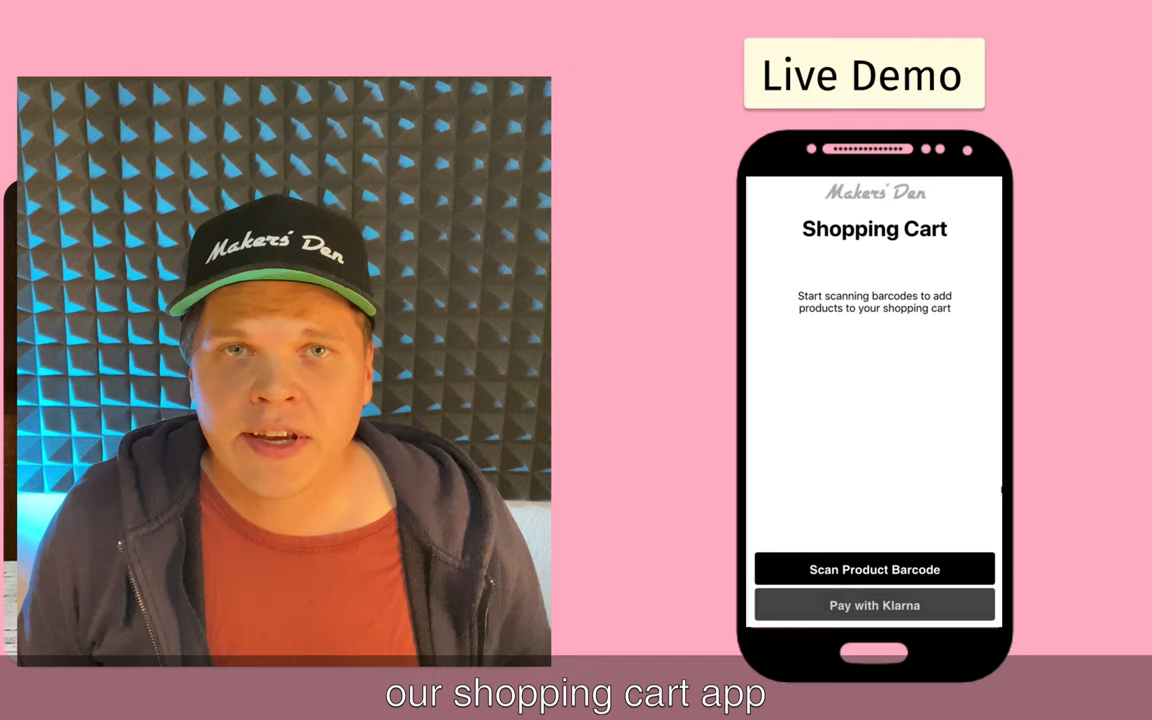 Live Demo
Makers' Den
Makers' Den
Shopping Cart
Start scanning barcodes to add
products to your shopping cart
Scan Product Barcode
Pay with Klarna
our shopping cart app